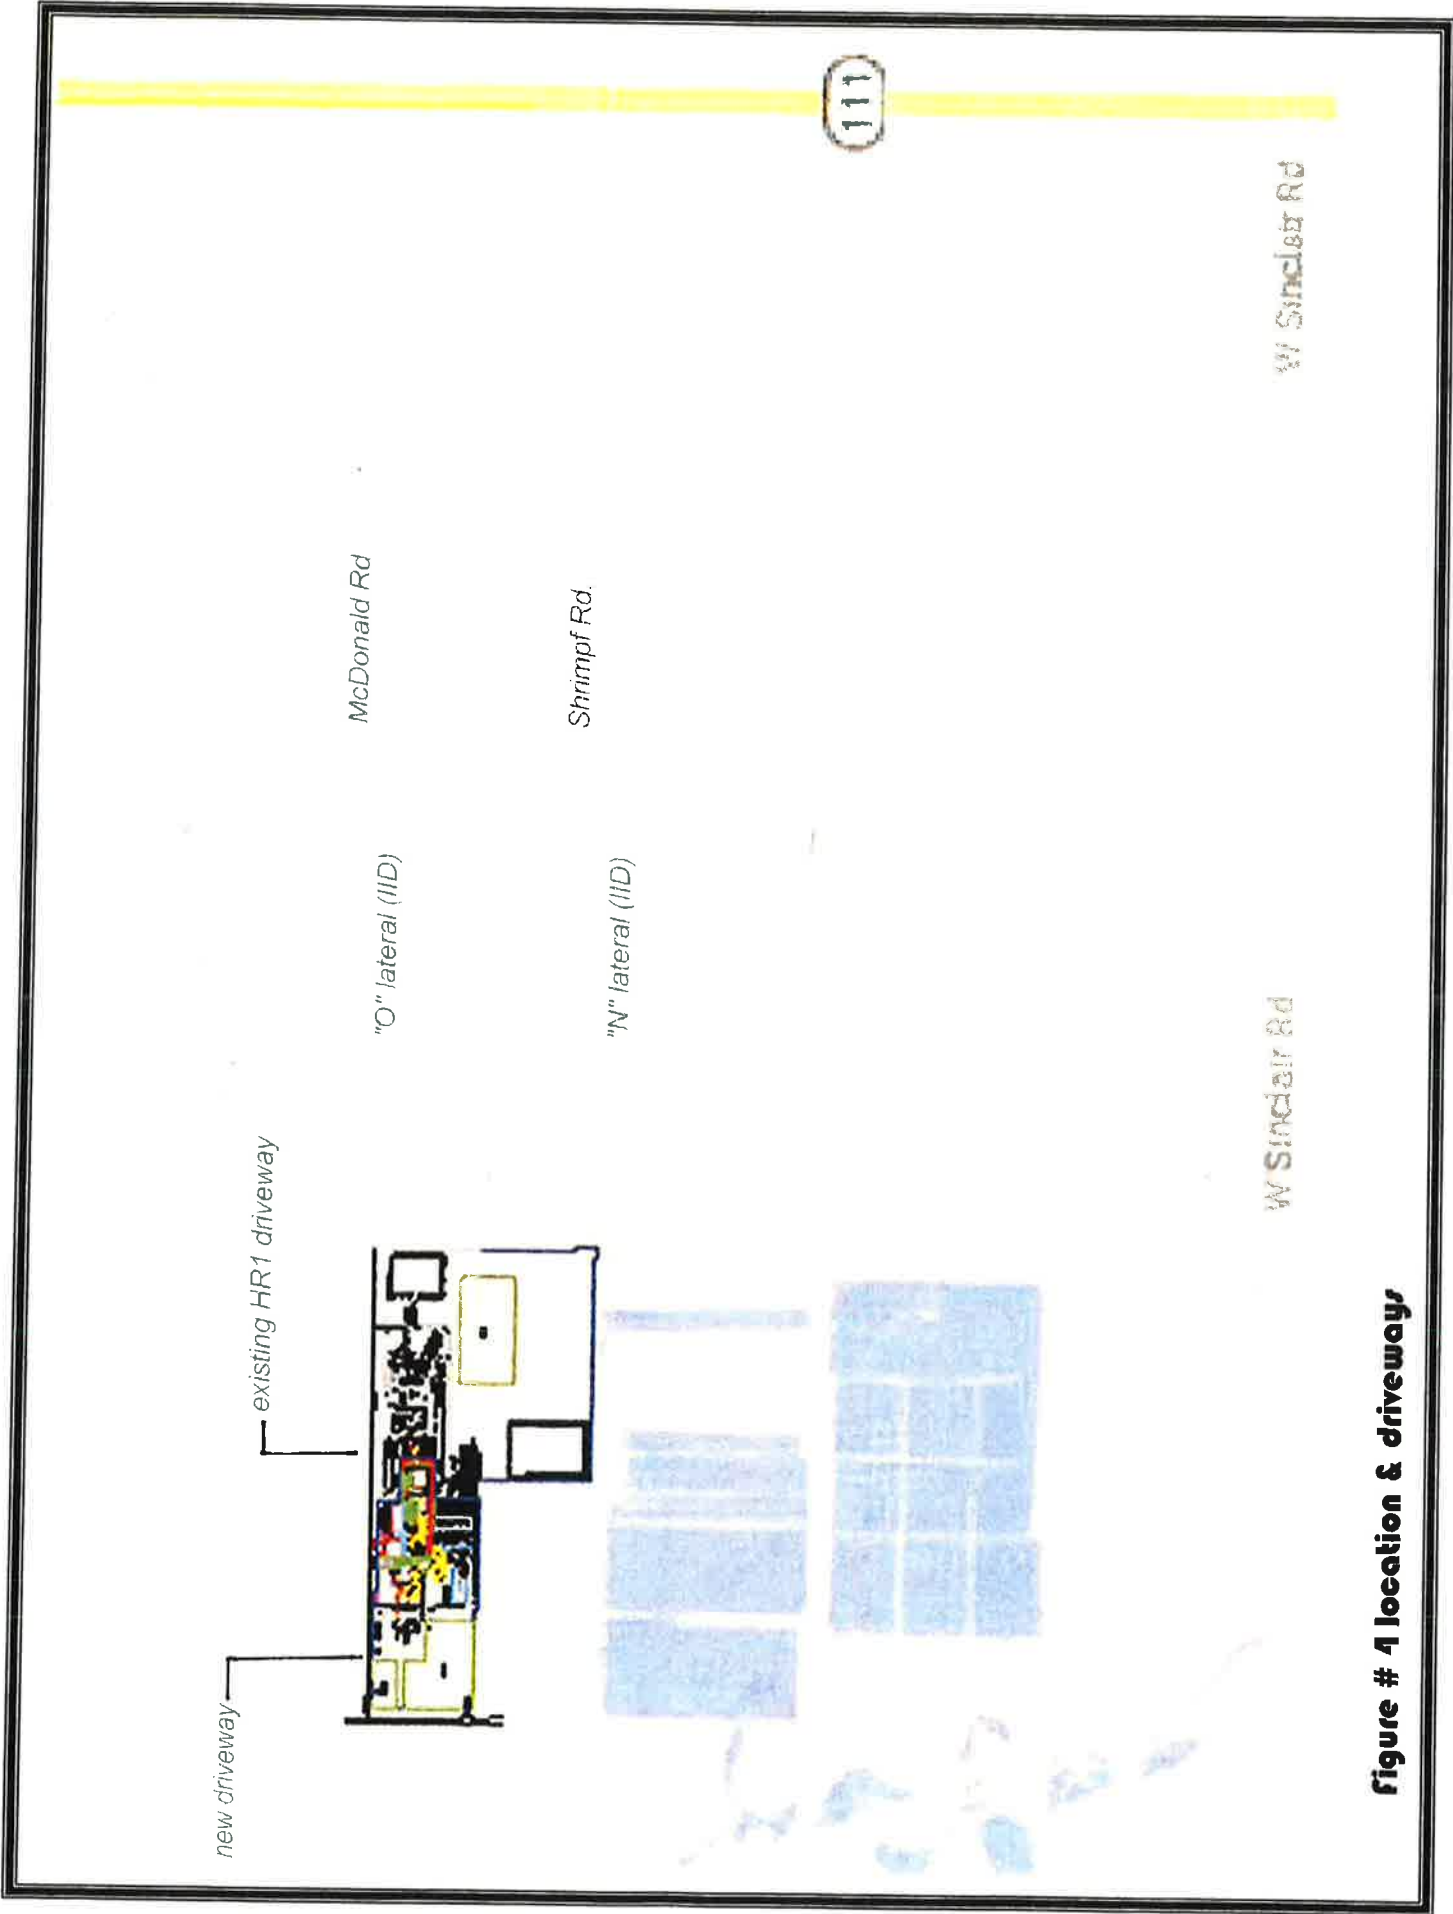 new driveway
existing HR1 driveway
McDonald Rd
"O" lateral (IID)
Shrimpf Rd.
"N" lateral (IID)
111
W Sinclair Rd
W Sinclair Rd
Figure # 1 location & driveways